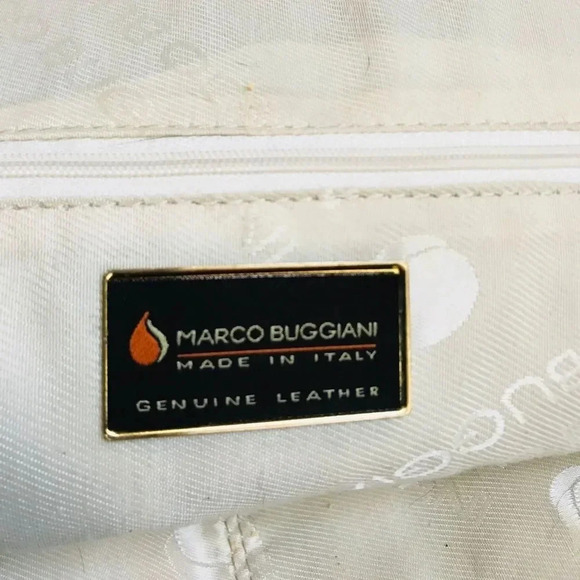 MARCO BUGGIANI
MADE IN ITALY
GENUINE LEATHER